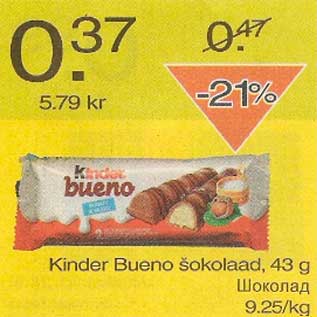 0.37
0.47
5.79 kr
-21%
kinder
bueno
Kinder Bueno šokolaad, 43 g
Шоколад
9.25/kg